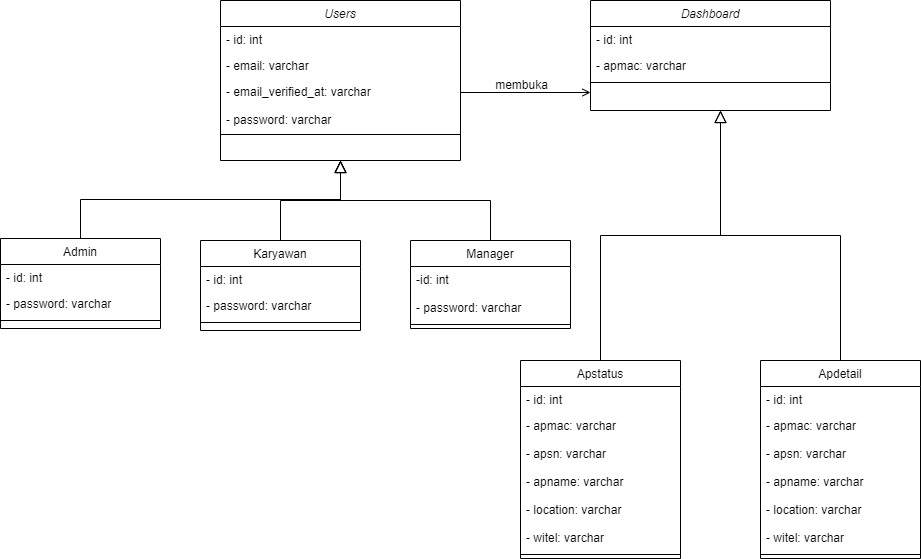 Users
- id: int
- email: varchar
- email_verified_at: varchar
- password: varchar
membuka
Dashboard
- id: int
- apmac: varchar
Admin
- id: int
- password: varchar
Karyawan
- id: int
- password: varchar
Manager
-id: int
- password: varchar
Apstatus
- id: int
- apmac: varchar
- apsn: varchar
- apname: varchar
- location: varchar
- witel: varchar
Apdetail
- id: int
- apmac: varchar
- apsn: varchar
- apname: varchar
- location: varchar
- witel: varchar